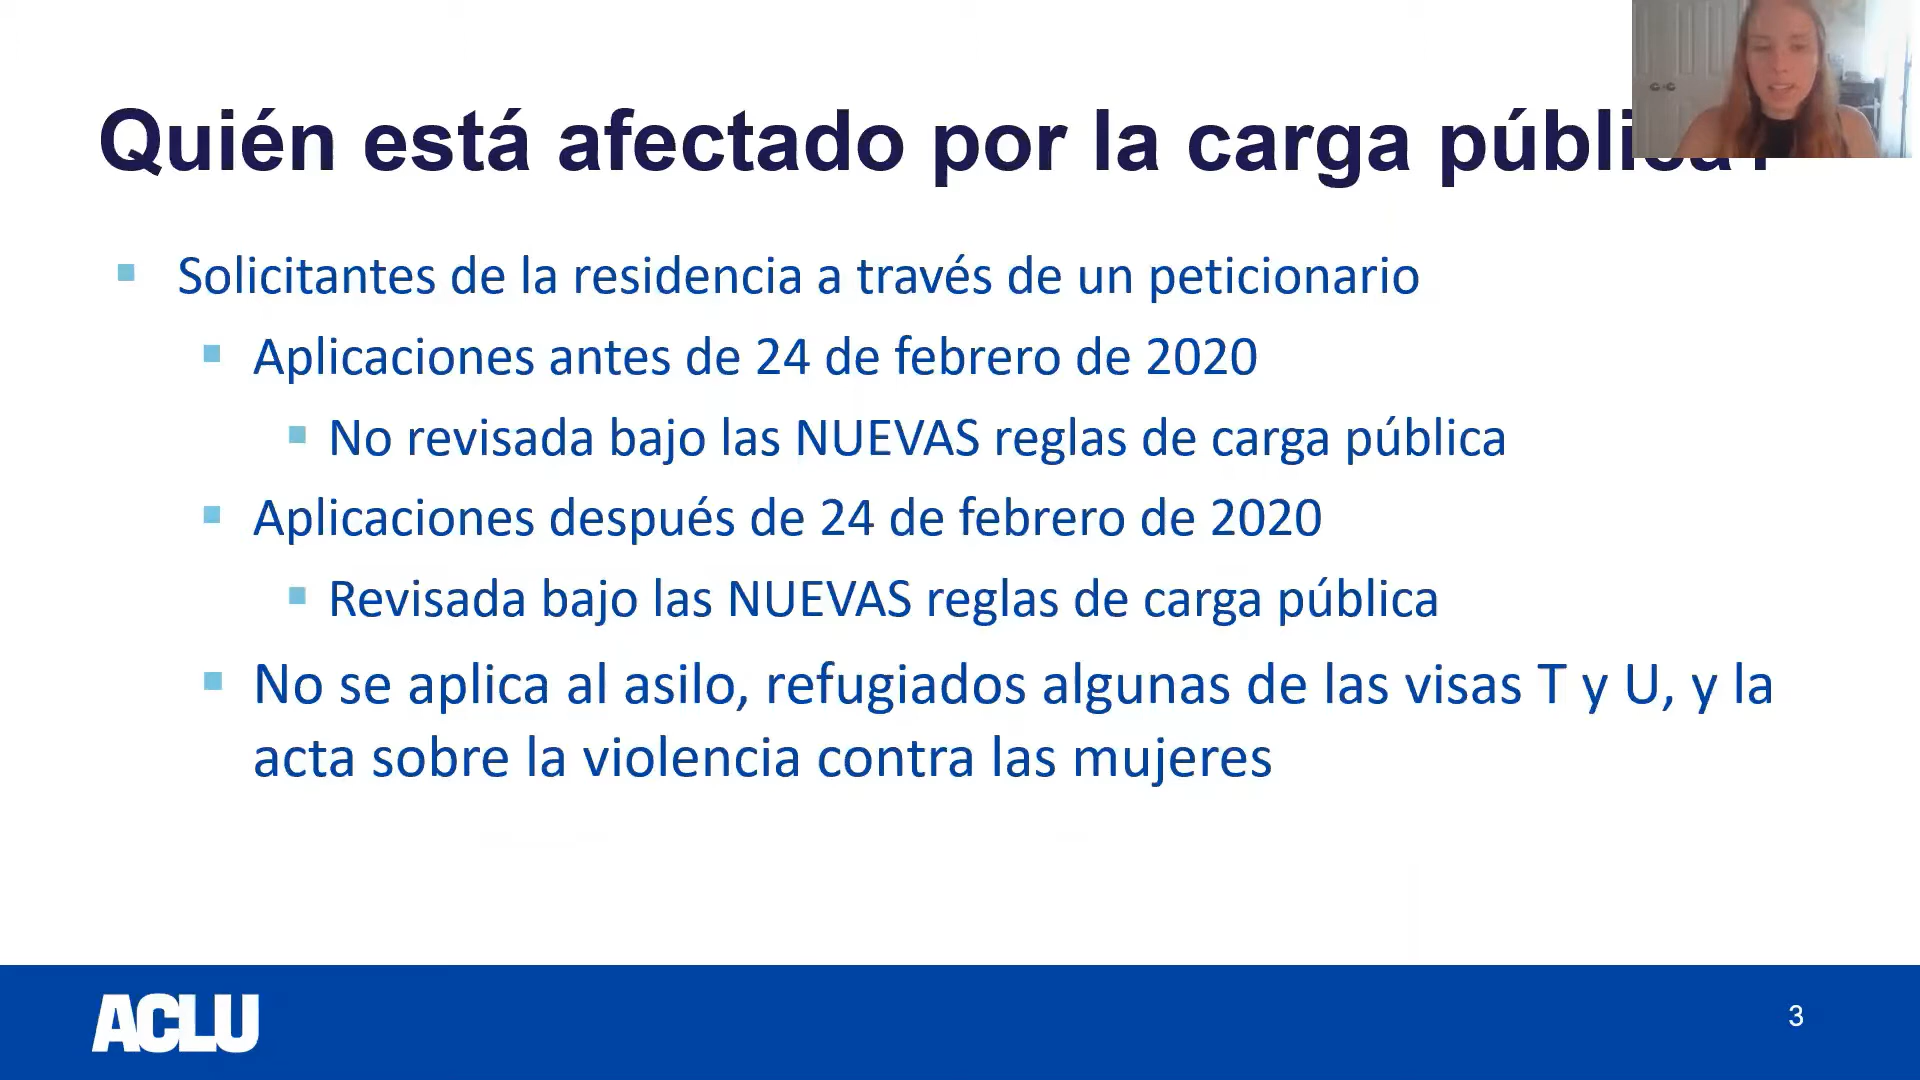 Quién está afectado por la carga pública?
Solicitantes de la residencia a través de un peticionario
Aplicaciones antes de 24 de febrero de 2020
No revisada bajo las NUEVAS reglas de carga pública
Aplicaciones después de 24 de febrero de 2020
Revisada bajo las NUEVAS reglas de carga pública
No se aplica al asilo, refugiados algunas de las visas T y U, y la
acta sobre la violencia contra las mujeres
ACLU
3